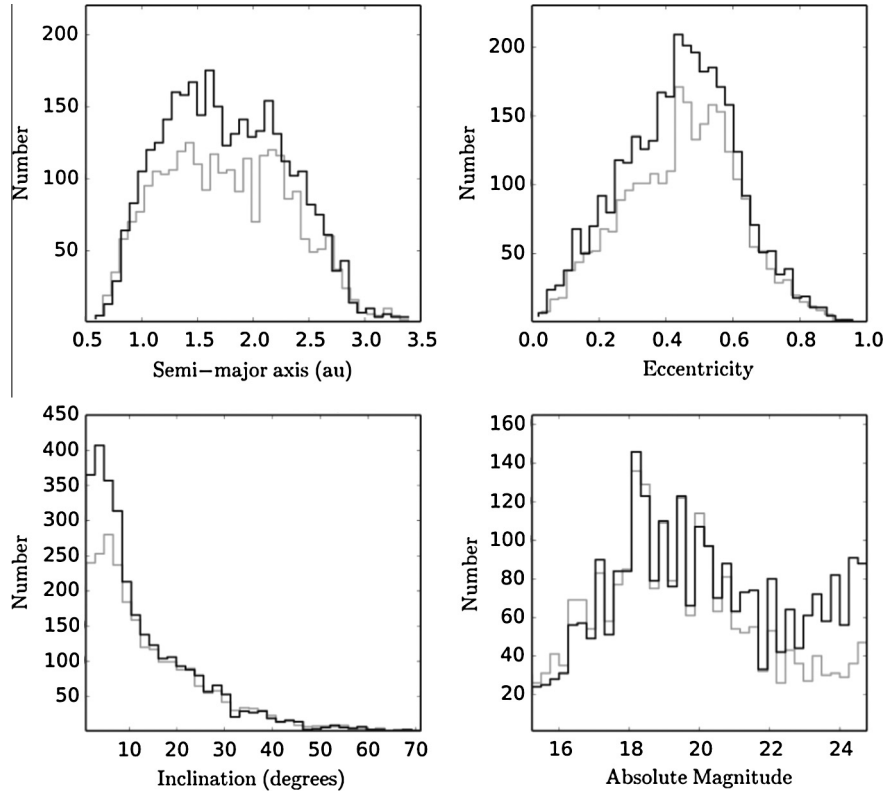 200
150
100
50
Number
0.5 1.0 1.5 2.0 2.5 3.0 3.5
Semi−major axis (au)
200
150
100
50
Number
0.0 0.2 0.4 0.6 0.8 1.0
Eccentricity
450
400
350
300
250
200
150
100
50
Number
10 20 30 40 50 60 70
Inclination (degrees)
160
140
120
100
80
60
40
20
Number
16 18 20 22 24
Absolute Magnitude